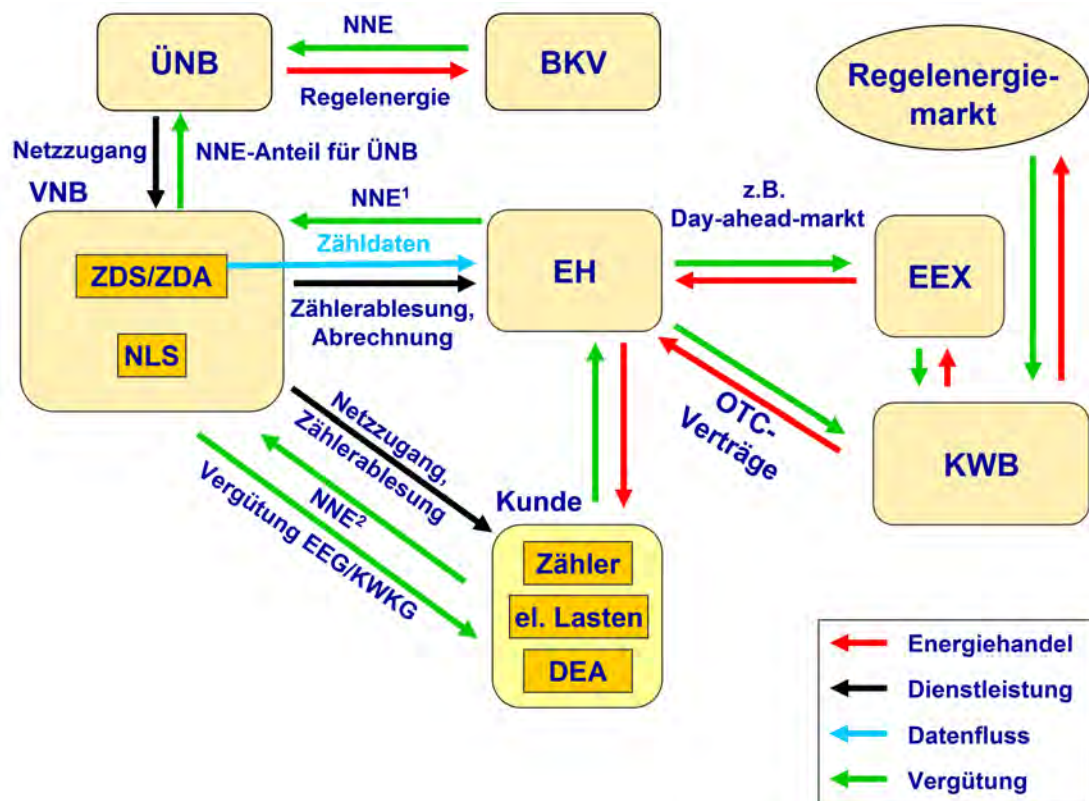 NNE
ÜNB
BKV
Regelenergie
Regelenergie-
markt
Netzzugang
NNE-Anteil für ÜNB
VNB
NNE¹
z.B.
Day-ahead-markt
Zähldaten
ZDS/ZDA
EH
EEX
Zählerablesung,
Abrechnung
NLS
Netzzugang,
Zählerablesung
OTC-
Verträge
KWB
NNE²
Vergütung EEG/KWKG
Kunde
Zähler
el. Lasten
DEA
Energiehandel
Dienstleistung
Datenfluss
Vergütung